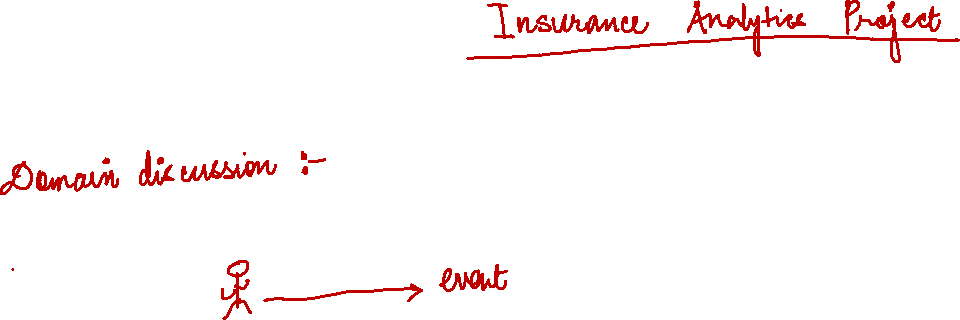 Insurance Analytics Project
Domain discussion :-
event